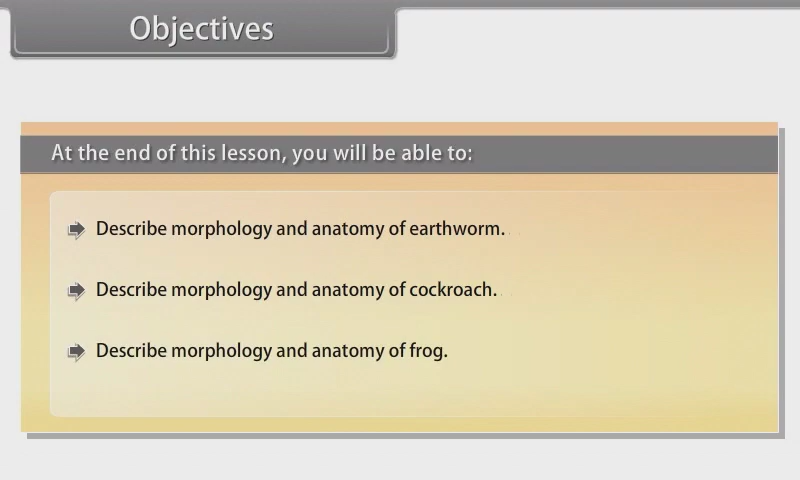 Objectives
At the end of this lesson, you will be able to:
Describe morphology and anatomy of earthworm.
Describe morphology and anatomy of cockroach.
Describe morphology and anatomy of frog.